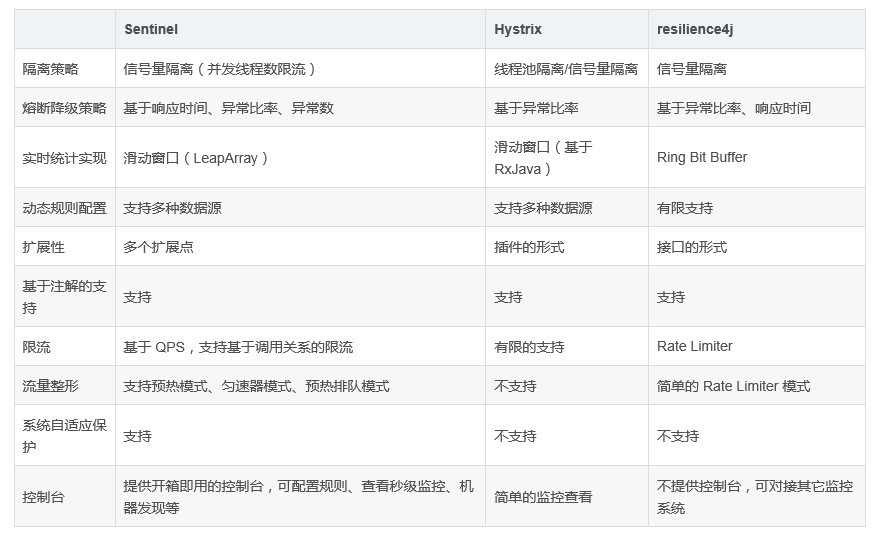 Sentinel Hystrix resilience4j
隔离策略 信号量隔离（并发线程数限流） 线程池隔离/信号量隔离 信号量隔离
熔断降级策略 基于响应时间、异常比率、异常数 基于异常比率 基于异常比率、响应时间
实时统计实现 滑动窗口（LeapArray） 滑动窗口（基于
RxJava） Ring Bit Buffer
动态规则配置 支持多种数据源 支持多种数据源 有限支持
扩展性 多个扩展点 插件的形式 接口的形式
基于注解的支
持 支持 支持 支持
限流 基于 QPS，支持基于调用关系的限流 有限的支持 Rate Limiter
流量整形 支持预热模式、匀速器模式、预热排队模式 不支持 简单的 Rate Limiter 模式
系统自适应保
护 支持 不支持 不支持
控制台 提供开箱即用的控制台，可配置规则、查看秒级监控、机
器发现等 简单的监控查看 不提供控制台，可对接其它监控
系统